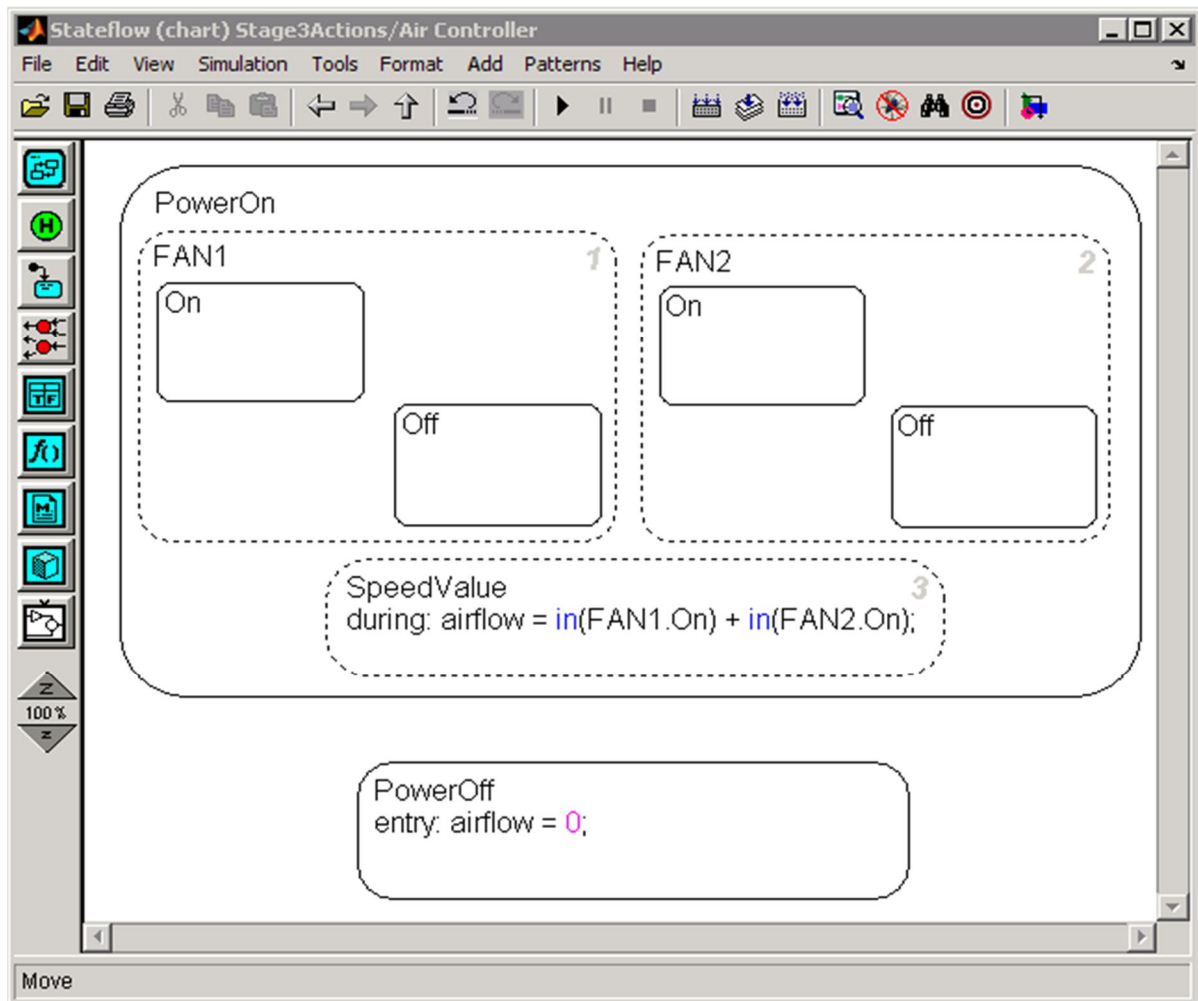 Stateflow (chart) Stage3Actions/Air Controller
File Edit View Simulation Tools Format Add Patterns Help
PowerOn
FAN1 1
FAN2 2
On
On
Off
Off
SpeedValue 3
during: airflow = in(FAN1.On) + in(FAN2.On);
PowerOff
entry: airflow = 0;
H
TF
f()
M
Z
100 %
Z
Move